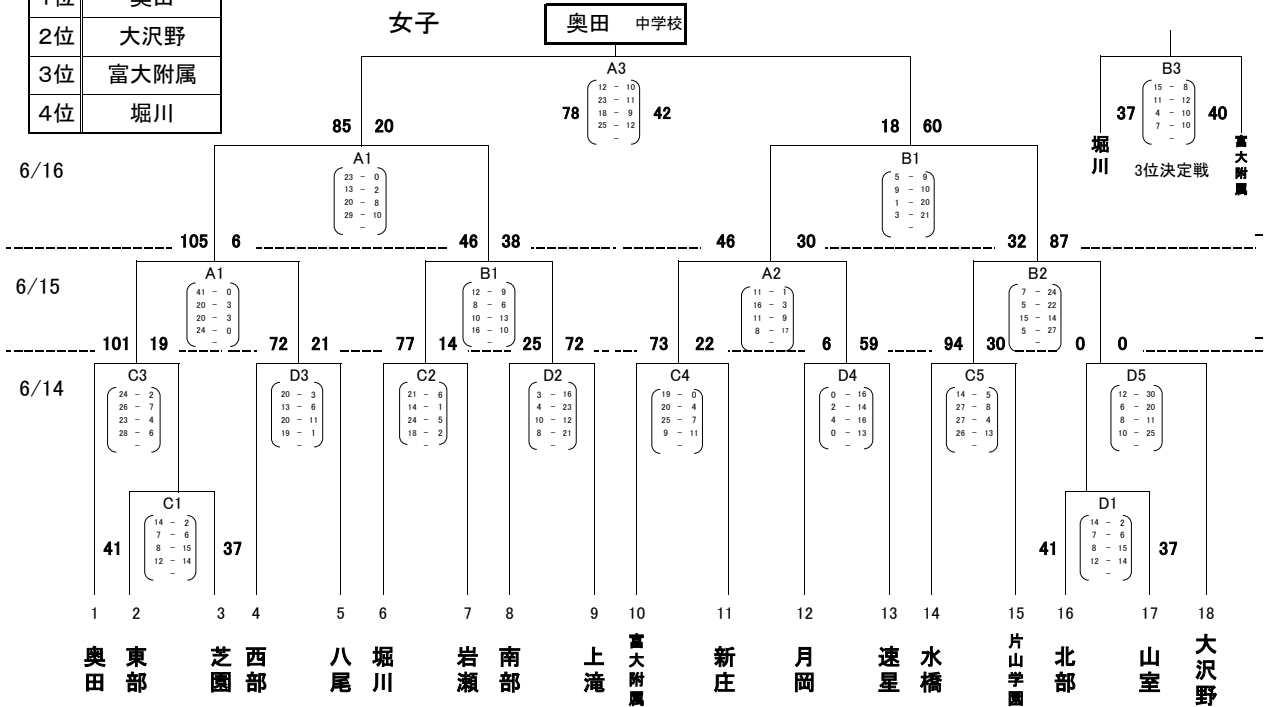 1位 奥田
2位 大沢野
3位 富大附属
4位 堀川
女子
奥田 中学校
A3
12 - 10
23 - 11
18 - 9
25 - 12
-
78 42
B3
15 - 8
11 - 12
4 - 10
7 - 10
-
37 40
堀川
富大附属
3位決定戦
85 20
18 60
6/16
A1
23 - 0
13 - 2
20 - 8
29 - 10
-
B1
5 - 9
9 - 10
1 - 20
3 - 21
-
105 6
46 38
46 30
32 87
6/15
A1
41 - 0
20 - 3
20 - 3
24 - 0
-
B1
12 - 9
8 - 6
10 - 13
16 - 10
-
A2
11 - 1
16 - 3
11 - 9
8 - 17
-
B2
7 - 24
5 - 22
15 - 14
5 - 27
-
101 19
72 21
77 14
25 72
73 22
6 59
94 30
0 0
6/14
C3
24 - 2
26 - 7
23 - 4
28 - 6
-
D3
20 - 3
13 - 6
20 - 11
19 - 1
-
C2
21 - 6
14 - 1
24 - 5
18 - 2
-
D2
3 - 16
4 - 23
10 - 12
8 - 21
-
C4
19 - 0
20 - 4
25 - 7
9 - 11
-
D4
0 - 16
2 - 14
4 - 16
0 - 13
-
C5
14 - 5
27 - 8
27 - 4
26 - 13
-
D5
12 - 30
6 - 20
8 - 11
10 - 25
-
C1
14 - 2
7 - 6
8 - 15
12 - 14
-
41 37
D1
14 - 2
7 - 6
8 - 15
12 - 14
-
41 37
1 2 3 4 5 6 7 8 9 10 11 12 13 14 15 16 17 18
奥田
東部
芝園
西部
八尾
堀川
岩瀬
南部
上滝
富大附属
新庄
月岡
速星
水橋
片山学園
北部
山室
大沢野